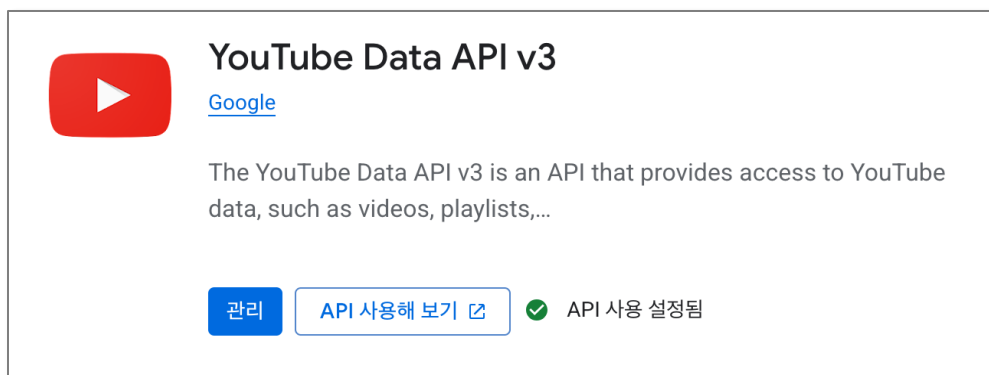 YouTube Data API v3
Google
The YouTube Data API v3 is an API that provides access to YouTube
data, such as videos, playlists,...
관리
API 사용해 보기
API 사용 설정됨